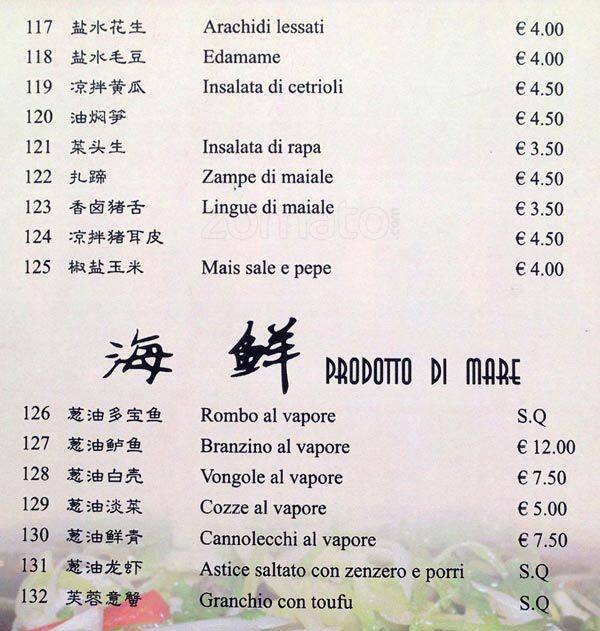 117 盐水花生 Arachidi lessati € 4.00
118 盐水毛豆 Edamame € 4.00
119 凉拌黄瓜 Insalata di cetrioli € 4.50
120 油焖笋 € 4.50
121 菜头生 Insalata di rapa € 3.50
122 扎蹄 Zampe di maiale € 4.50
123 香卤猪舌 Lingue di maiale € 3.50
zomato.com
124 凉拌猪耳皮 € 4.50
125 椒盐玉米 Mais sale e pepe € 4.00
海鲜 PRODOTTO DI MARE
126 葱油多宝鱼 Rombo al vapore S.Q
127 葱油鲈鱼 Branzino al vapore € 12.00
128 葱油白壳 Vongole al vapore € 7.50
129 葱油淡菜 Cozze al vapore € 5.00
130 葱油鲜青 Cannolecchi al vapore € 7.50
131 葱油龙虾 Astice saltato con zenzero e porri S.Q
132 芙蓉意蟹 Granchio con toufu S.Q